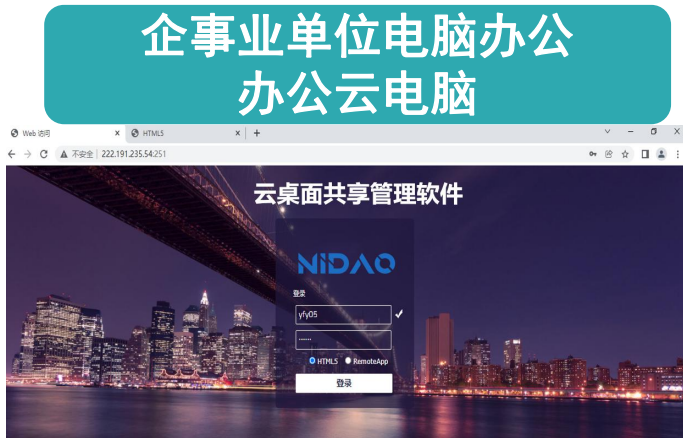 企事业单位电脑办公
办公云电脑
Web 访问
HTML5
不安全 | 222.191.235.54:251
云桌面共享管理软件
NIDAO
登录
yfy05
......
HTML5 RemoteApp
登录